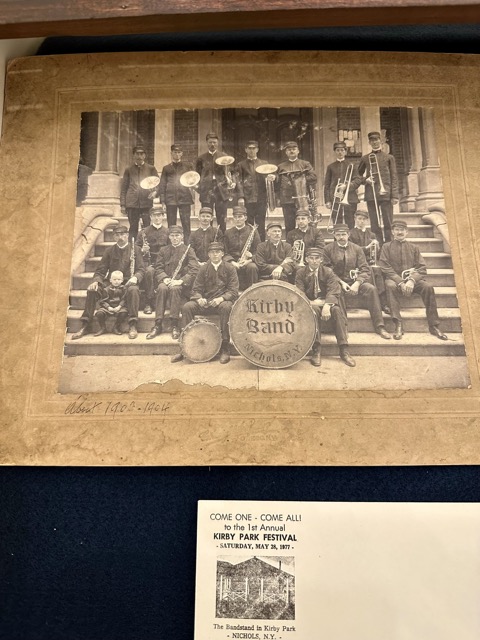 Kirby
Band
Nichols, N.Y.
About 1903-1904
COME ONE - COME ALL!
to the 1st Annual
KIRBY PARK FESTIVAL
- SATURDAY, MAY 28, 1977 -
The Bandstand in Kirby Park
- NICHOLS, N.Y. -